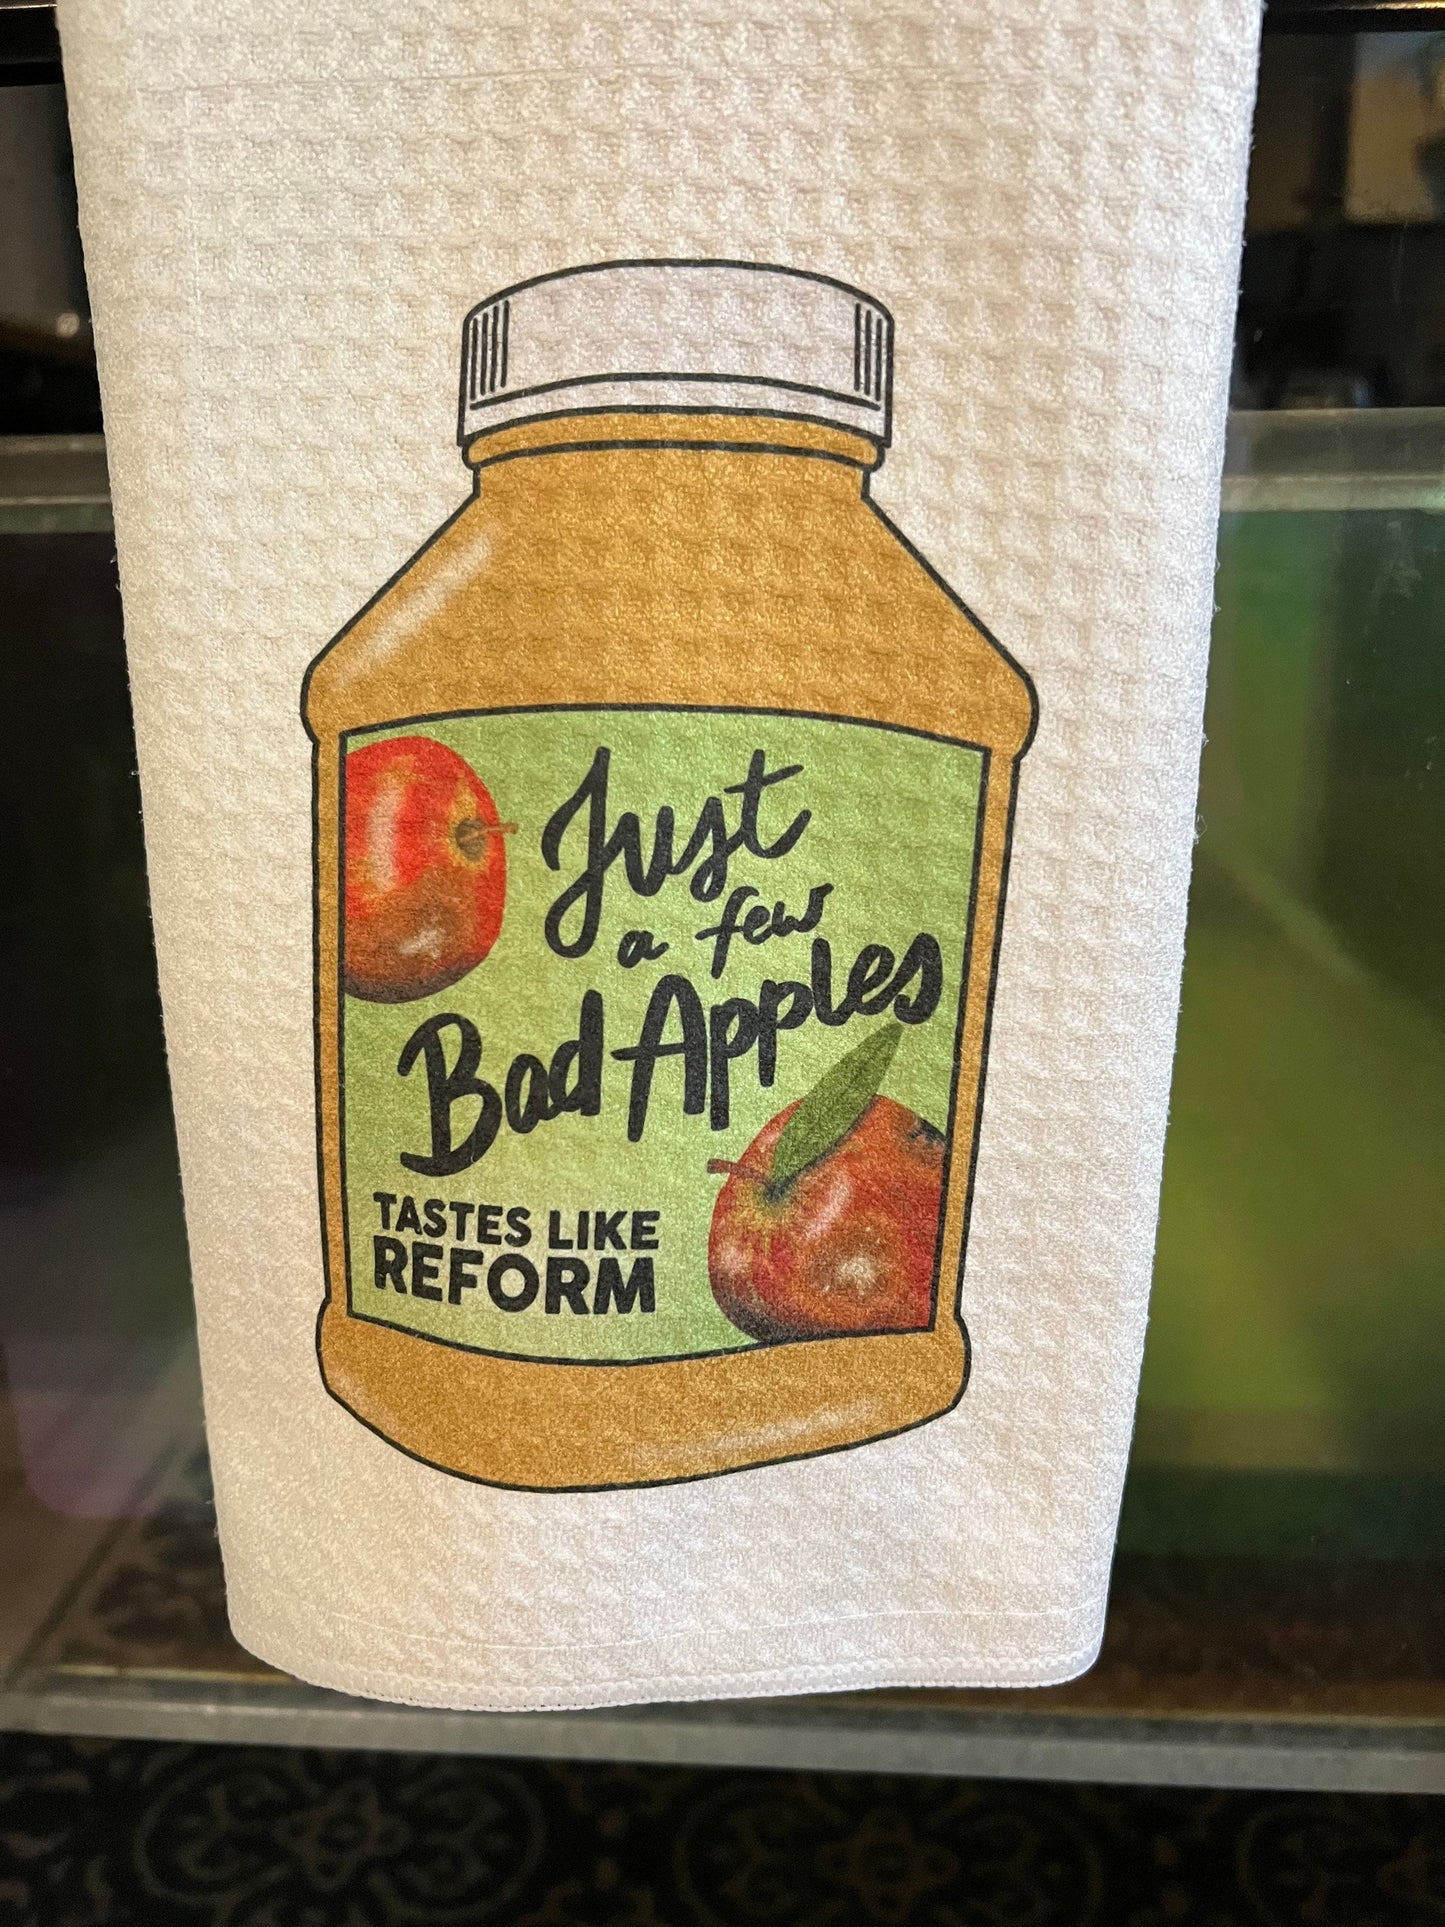 Just
a few
Bad Apples
TASTES LIKE
REFORM